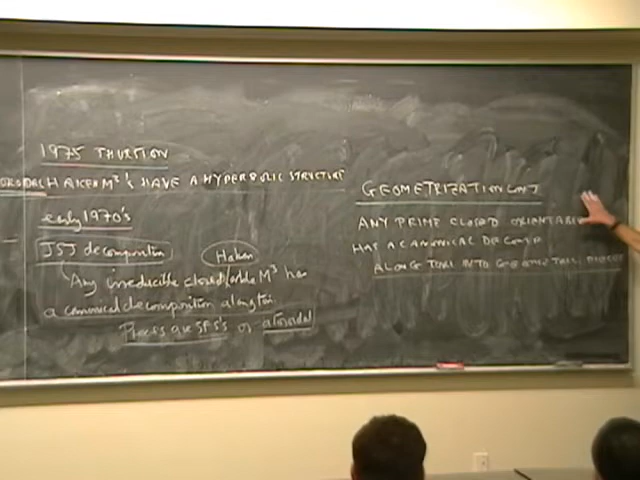 1975 THURSTON
HAKEN M³'S HAVE A HYPERBOLIC STRUCTURE
early 1970's
JSJ decomposition
Haken
Any irreducible closed/orble M³ has
a canonical decomposition along tori.
Pieces are SFS's or atoroidal
GEOMETRIZATION CONJ
ANY PRIME CLOSED ORIENTABLE
HAS A CANONICAL DECOMP
ALONG TORI INTO GEOMETRIC PIECES